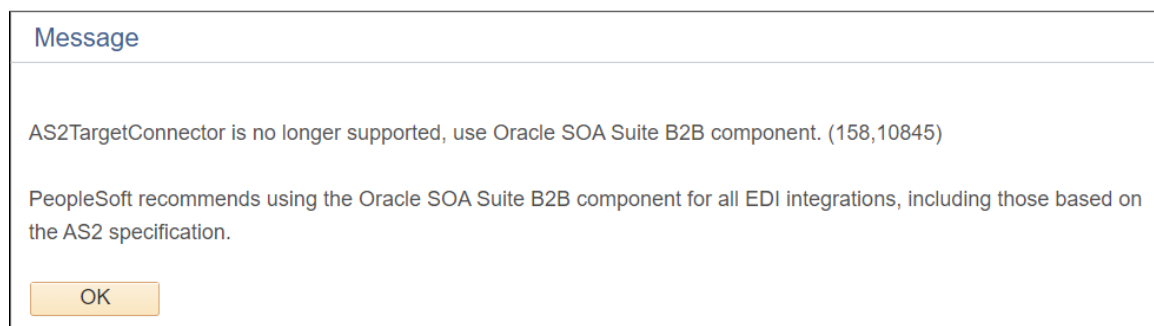 Message
AS2TargetConnector is no longer supported, use Oracle SOA Suite B2B component. (158,10845)
PeopleSoft recommends using the Oracle SOA Suite B2B component for all EDI integrations, including those based on
the AS2 specification.
OK